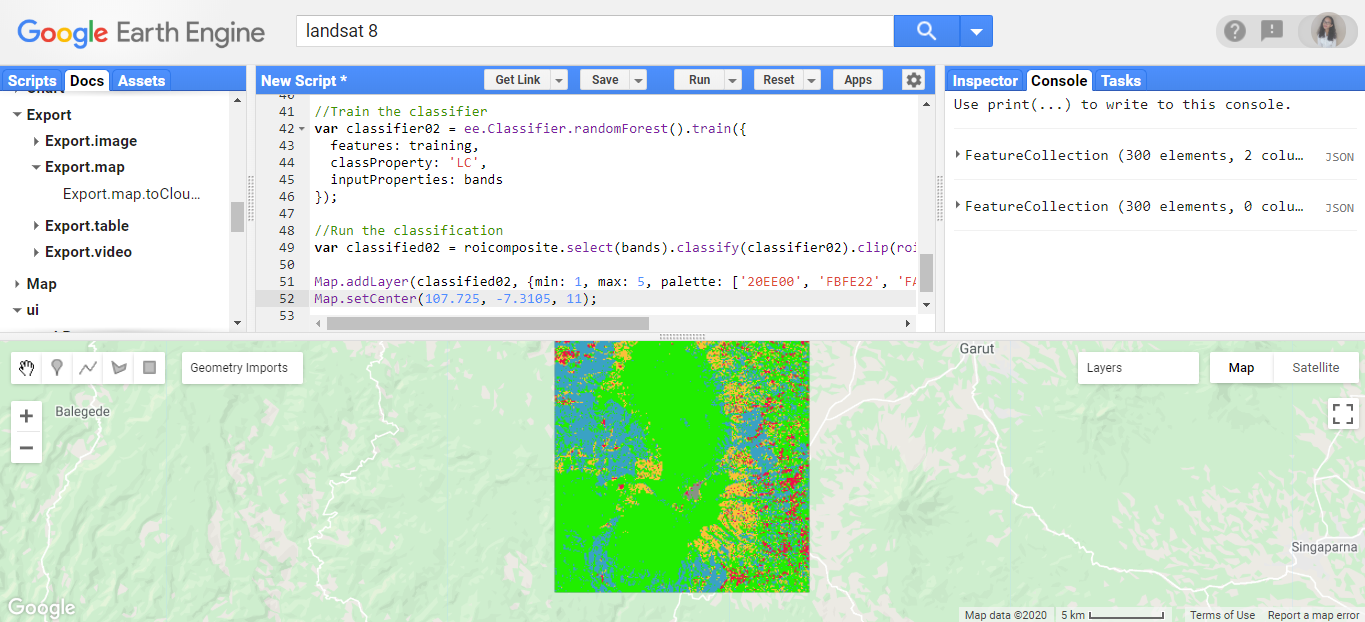 Google Earth Engine
landsat 8
Scripts Docs Assets
Export
Export.image
Export.map
Export.map.toClou...
Export.table
Export.video
Map
ui
New Script *
Get Link
Save
Run
Reset
Apps
40
41 //Train the classifier
42 var classifier02 = ee.Classifier.randomForest().train({
43 features: training,
44 classProperty: 'LC',
45 inputProperties: bands
46 });
47
48 //Run the classification
49 var classified02 = roicomposite.select(bands).classify(classifier02).clip(roi
50
51 Map.addLayer(classified02, {min: 1, max: 5, palette: ['20EE00', 'FBFE22', 'FA
52 Map.setCenter(107.725, -7.3105, 11);
53
Inspector Console Tasks
Use print(...) to write to this console.
FeatureCollection (300 elements, 2 colu... JSON
FeatureCollection (300 elements, 0 colu... JSON
Geometry Imports
Layers
Map Satellite
Garut
Balegede
Singaparna
Google
Map data ©2020 5 km Terms of Use Report a map error